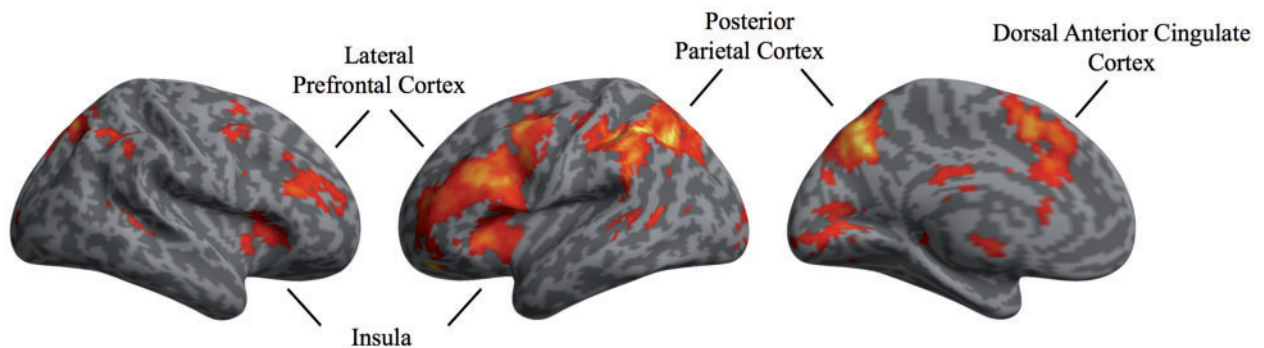 Lateral
Prefrontal Cortex
Posterior
Parietal Cortex
Dorsal Anterior Cingulate
Cortex
Insula